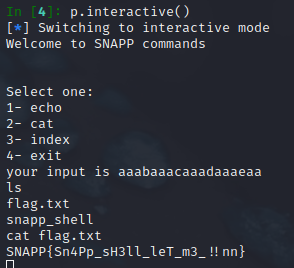 In [4]: p.interactive()
[*] Switching to interactive mode
Welcome to SNAPP commands
Select one:
1- echo
2- cat
3- index
4- exit
your input is aaabaaacaaadaaaeaa
ls
flag.txt
snapp_shell
cat flag.txt
SNAPP{Sn4Pp_sH3ll_leT_m3_!!nn}